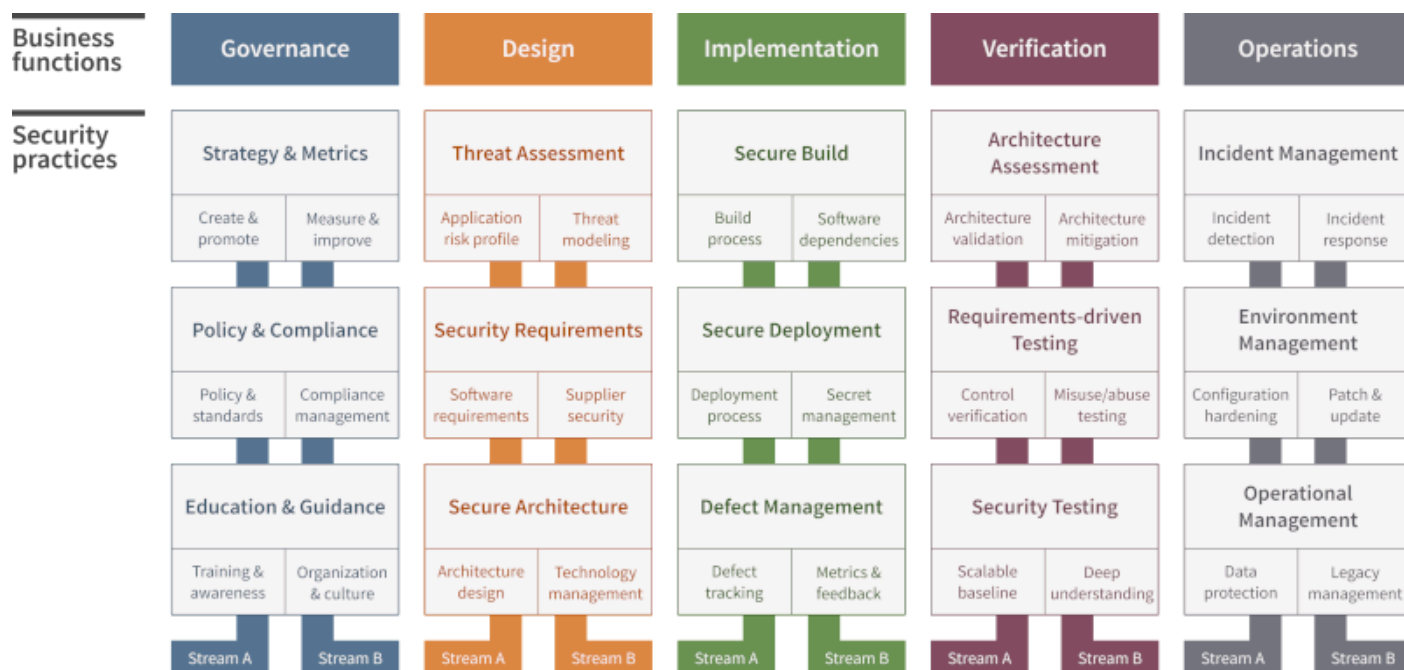 Business
functions
Governance
Design
Implementation
Verification
Operations
Security
practices
Strategy & Metrics
Threat Assessment
Secure Build
Architecture
Assessment
Incident Management
Create &
promote
Measure &
improve
Application
risk profile
Threat
modeling
Build
process
Software
dependencies
Architecture
validation
Architecture
mitigation
Incident
detection
Incident
response
Policy & Compliance
Security Requirements
Secure Deployment
Requirements-driven
Testing
Environment
Management
Policy &
standards
Compliance
management
Software
requirements
Supplier
security
Deployment
process
Secret
management
Control
verification
Misuse/abuse
testing
Configuration
hardening
Patch &
update
Education & Guidance
Secure Architecture
Defect Management
Security Testing
Operational
Management
Training &
awareness
Organization
& culture
Architecture
design
Technology
management
Defect
tracking
Metrics &
feedback
Scalable
baseline
Deep
understanding
Data
protection
Legacy
management
Stream A
Stream B
Stream A
Stream B
Stream A
Stream B
Stream A
Stream B
Stream A
Stream B